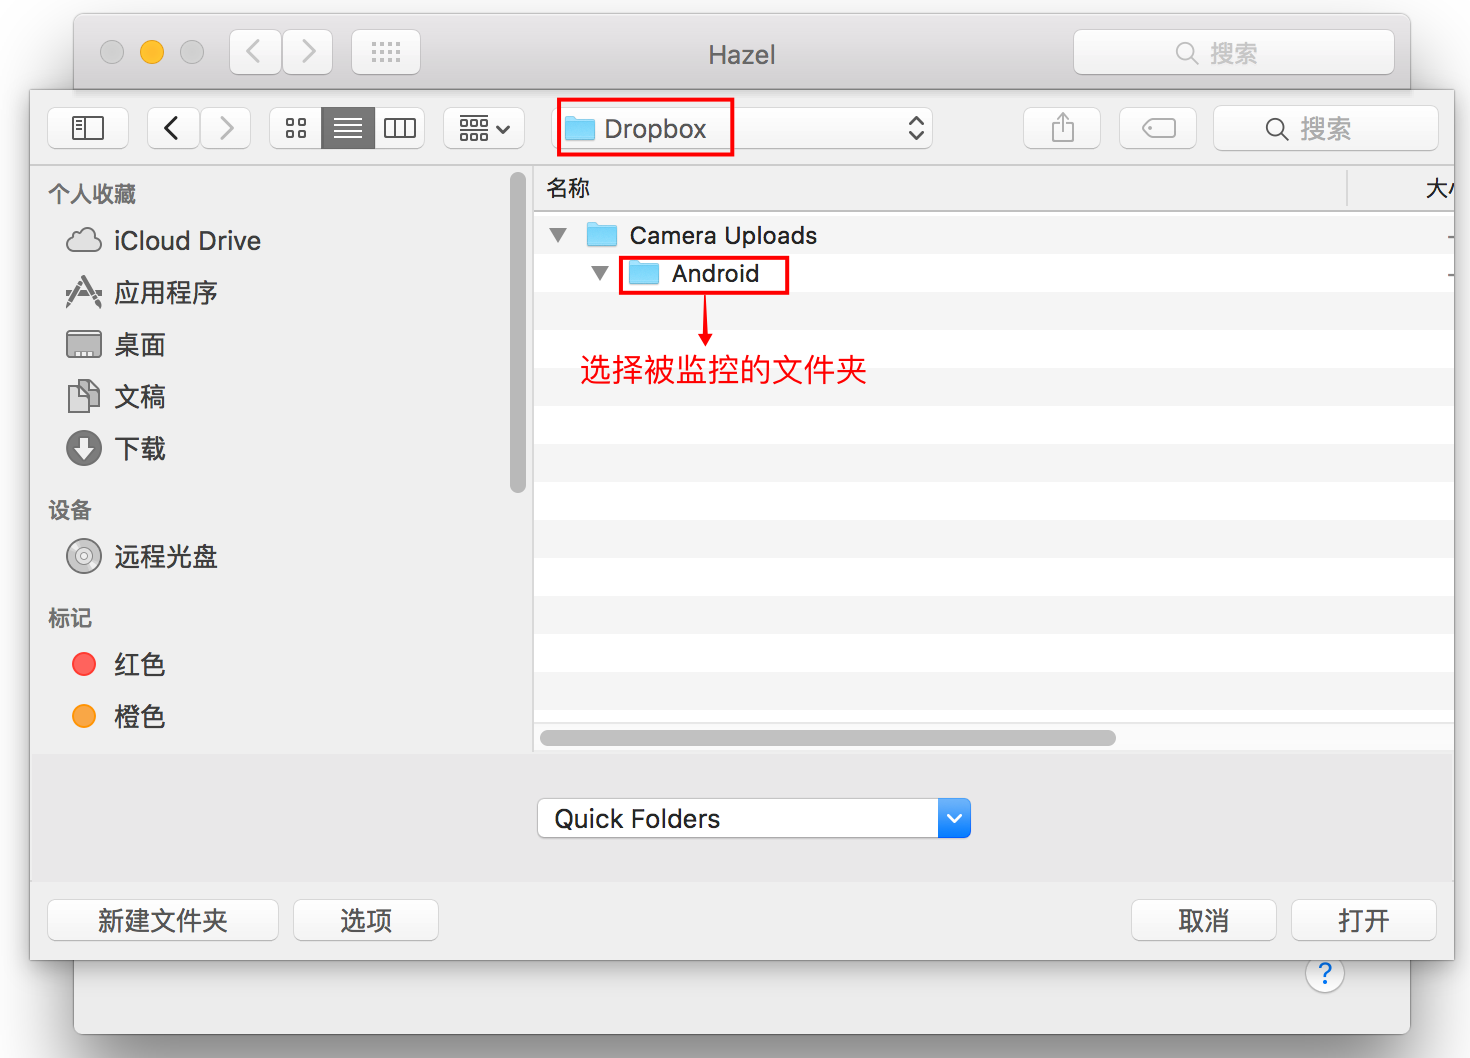 Hazel
搜索
Dropbox
搜索
个人收藏
iCloud Drive
应用程序
桌面
文稿
下载
设备
远程光盘
标记
红色
橙色
名称
大小
Camera Uploads
Android
选择被监控的文件夹
Quick Folders
新建文件夹
选项
取消
打开
?